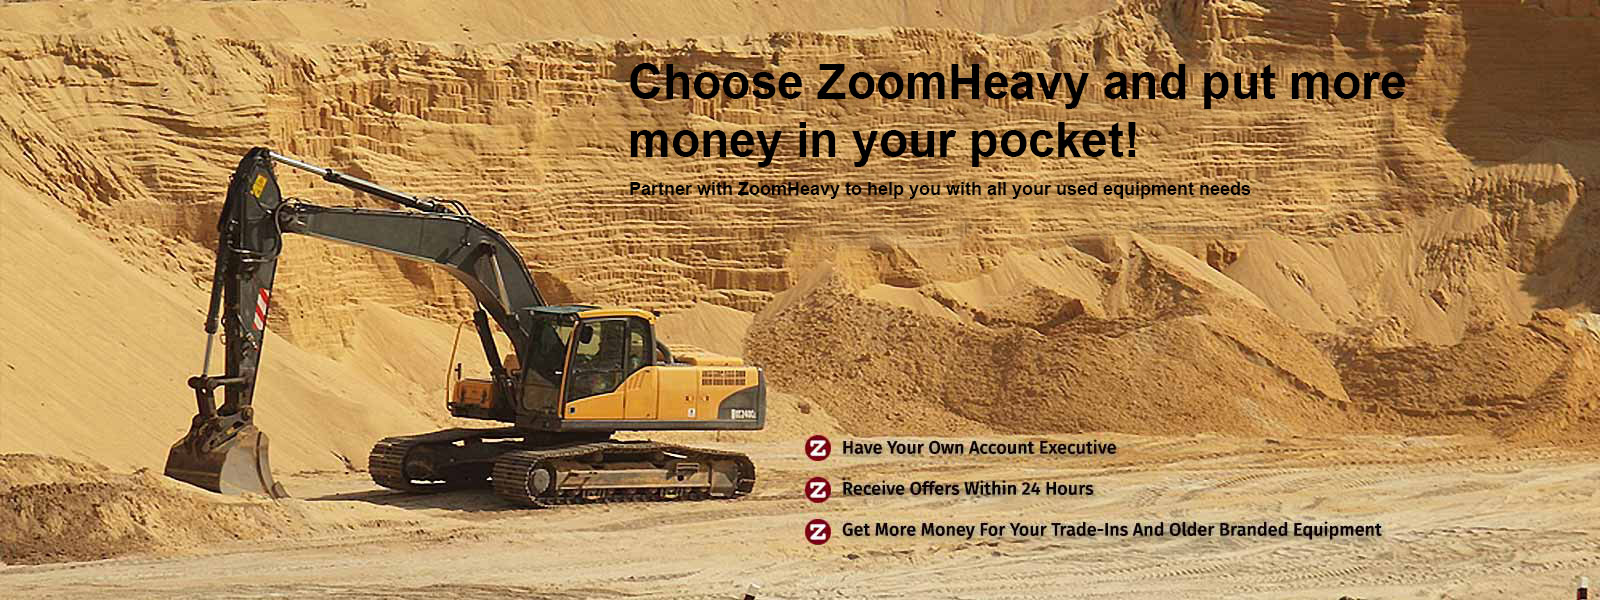 Choose ZoomHeavy and put more
money in your pocket!
Partner with ZoomHeavy to help you with all your used equipment needs
Z Have Your Own Account Executive
Z Receive Offers Within 24 Hours
Z Get More Money For Your Trade-Ins And Older Branded Equipment